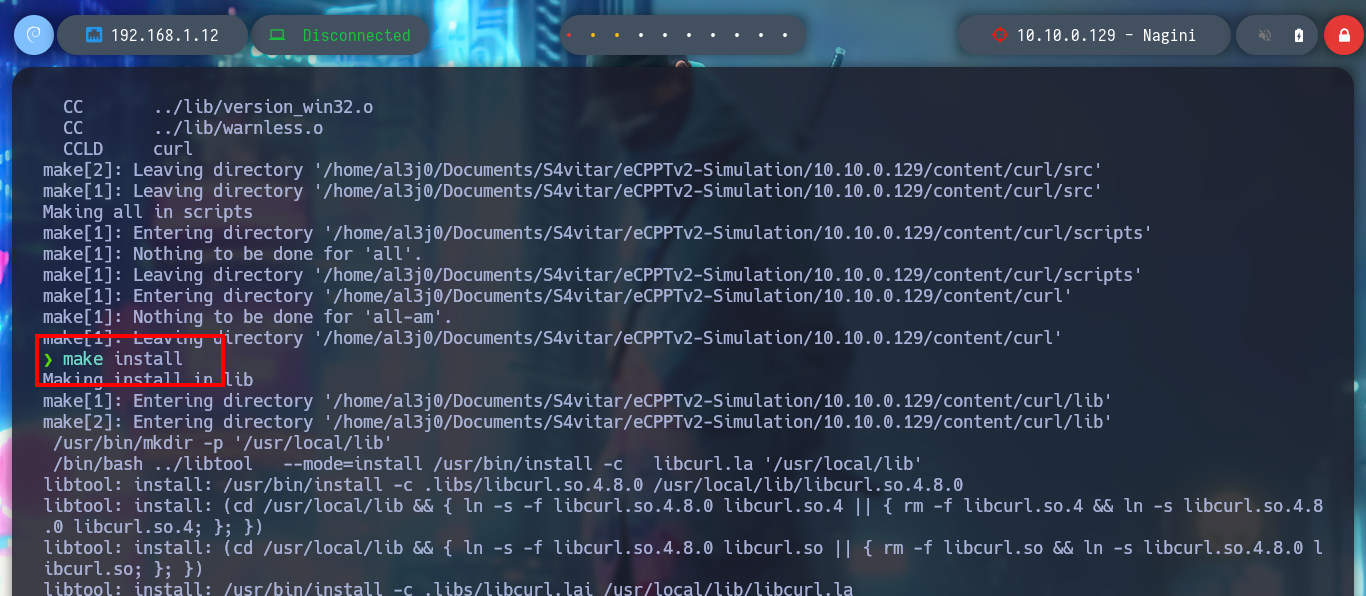 192.168.1.12 Disconnected 10.10.0.129 - Nagini
CC ../lib/version_win32.o
CC ../lib/warnless.o
CCLD curl
make[2]: Leaving directory '/home/al3j0/Documents/S4vitar/eCPPTv2-Simulation/10.10.0.129/content/curl/src'
make[1]: Leaving directory '/home/al3j0/Documents/S4vitar/eCPPTv2-Simulation/10.10.0.129/content/curl/src'
Making all in scripts
make[1]: Entering directory '/home/al3j0/Documents/S4vitar/eCPPTv2-Simulation/10.10.0.129/content/curl/scripts'
make[1]: Nothing to be done for 'all'.
make[1]: Leaving directory '/home/al3j0/Documents/S4vitar/eCPPTv2-Simulation/10.10.0.129/content/curl/scripts'
make[1]: Entering directory '/home/al3j0/Documents/S4vitar/eCPPTv2-Simulation/10.10.0.129/content/curl'
make[1]: Nothing to be done for 'all-am'.
make[1]: Leaving directory '/home/al3j0/Documents/S4vitar/eCPPTv2-Simulation/10.10.0.129/content/curl'
❯ make install
Making install in lib
make[1]: Entering directory '/home/al3j0/Documents/S4vitar/eCPPTv2-Simulation/10.10.0.129/content/curl/lib'
make[2]: Entering directory '/home/al3j0/Documents/S4vitar/eCPPTv2-Simulation/10.10.0.129/content/curl/lib'
/usr/bin/mkdir -p '/usr/local/lib'
/bin/bash ../libtool --mode=install /usr/bin/install -c libcurl.la '/usr/local/lib'
libtool: install: /usr/bin/install -c .libs/libcurl.so.4.8.0 /usr/local/lib/libcurl.so.4.8.0
libtool: install: (cd /usr/local/lib && { ln -s -f libcurl.so.4.8.0 libcurl.so.4 || { rm -f libcurl.so.4 && ln -s libcurl.so.4.8
.0 libcurl.so.4; }; })
libtool: install: (cd /usr/local/lib && { ln -s -f libcurl.so.4.8.0 libcurl.so || { rm -f libcurl.so && ln -s libcurl.so.4.8.0 l
ibcurl.so; }; })
libtool: install: /usr/bin/install -c .libs/libcurl.lai /usr/local/lib/libcurl.la